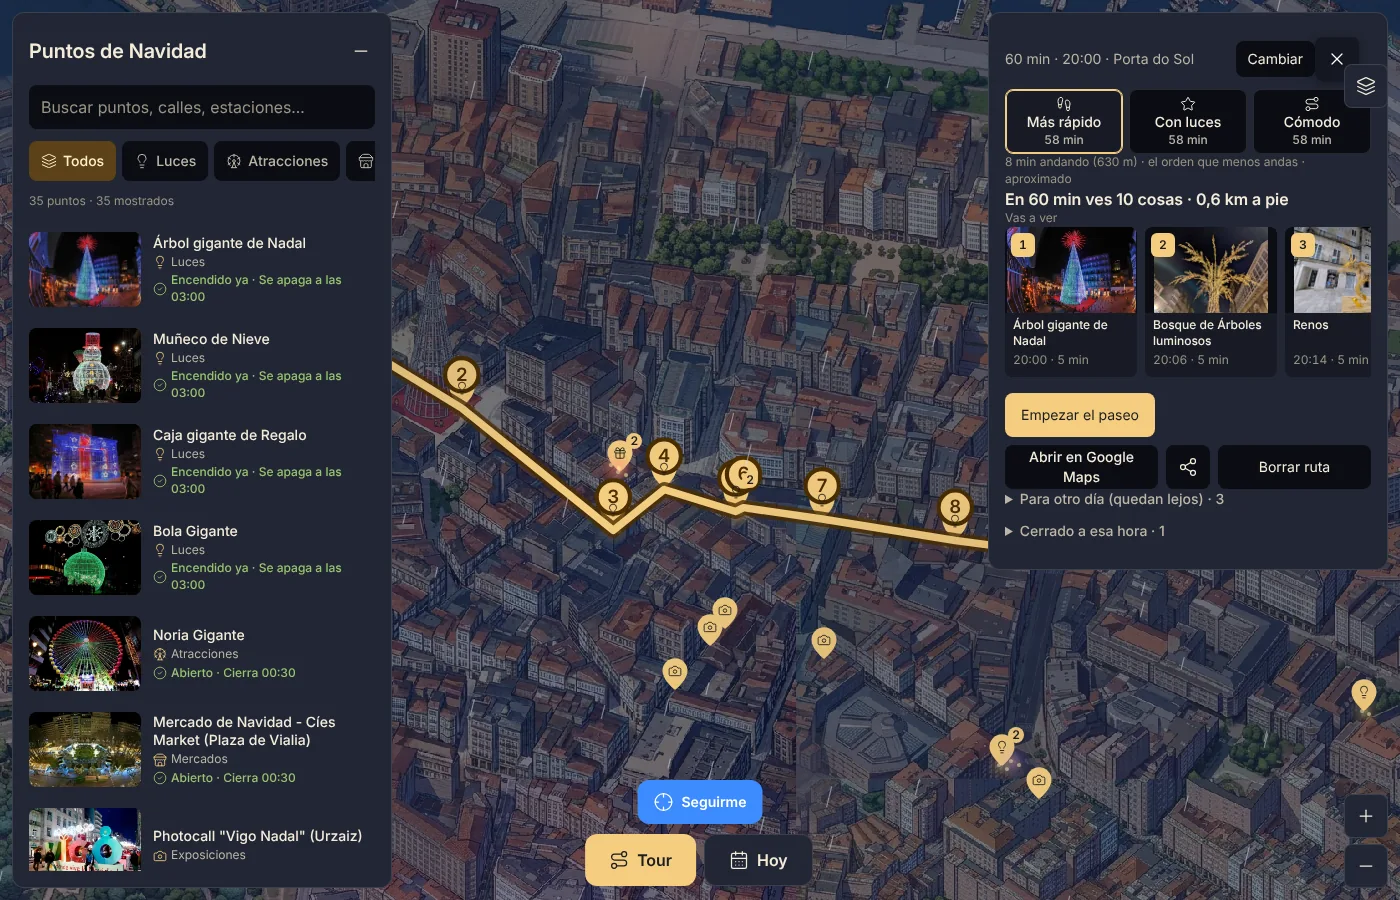 Puntos de Navidad
Buscar puntos, calles, estaciones...
Todos
Luces
Atracciones
35 puntos · 35 mostrados
Árbol gigante de Nadal
Luces
Encendido ya · Se apaga a las
03:00
Muñeco de Nieve
Luces
Encendido ya · Se apaga a las
03:00
Caja gigante de Regalo
Luces
Encendido ya · Se apaga a las
03:00
Bola Gigante
Luces
Encendido ya · Se apaga a las
03:00
Noria Gigante
Atracciones
Abierto · Cierra 00:30
Mercado de Navidad - Cíes
Market (Plaza de Vialia)
Mercados
Abierto · Cierra 00:30
Photocall "Vigo Nadal" (Urzaiz)
Exposiciones
2
2
4
3
6
2
7
8
2
Seguirme
Tour
Hoy
60 min · 20:00 · Porta do Sol
Cambiar
Más rápido
58 min
Con luces
58 min
Cómodo
58 min
8 min andando (630 m) · el orden que menos andas ·
aproximado
En 60 min ves 10 cosas · 0,6 km a pie
Vas a ver
1
Árbol gigante de
Nadal
20:00 · 5 min
2
Bosque de Árboles
luminosos
20:06 · 5 min
3
Renos
20:14 · 5 min
Empezar el paseo
Abrir en Google
Maps
Borrar ruta
Para otro día (quedan lejos) · 3
Cerrado a esa hora · 1